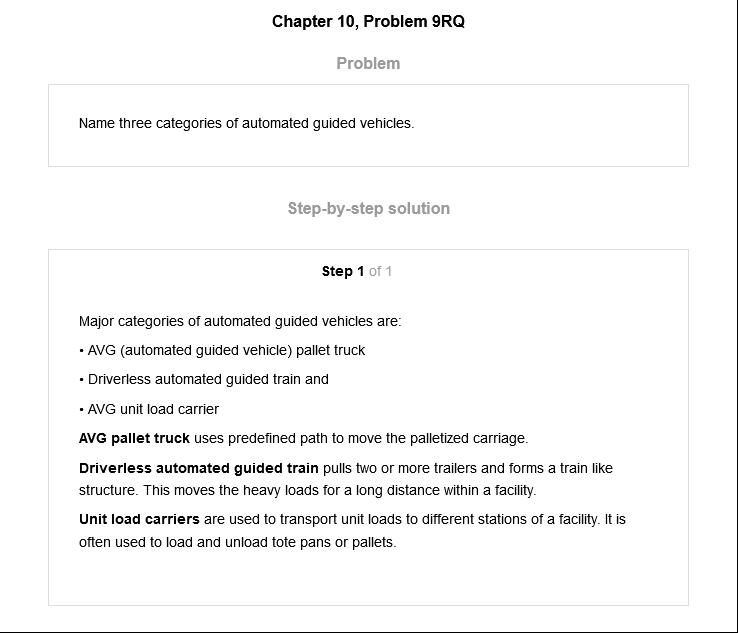 Chapter 10, Problem 9RQ
Problem
Name three categories of automated guided vehicles.
Step-by-step solution
Step 1 of 1
Major categories of automated guided vehicles are:
• AVG (automated guided vehicle) pallet truck
• Driverless automated guided train and
• AVG unit load carrier
AVG pallet truck uses predefined path to move the palletized carriage.
Driverless automated guided train pulls two or more trailers and forms a train like
structure. This moves the heavy loads for a long distance within a facility.
Unit load carriers are used to transport unit loads to different stations of a facility. It is
often used to load and unload tote pans or pallets.